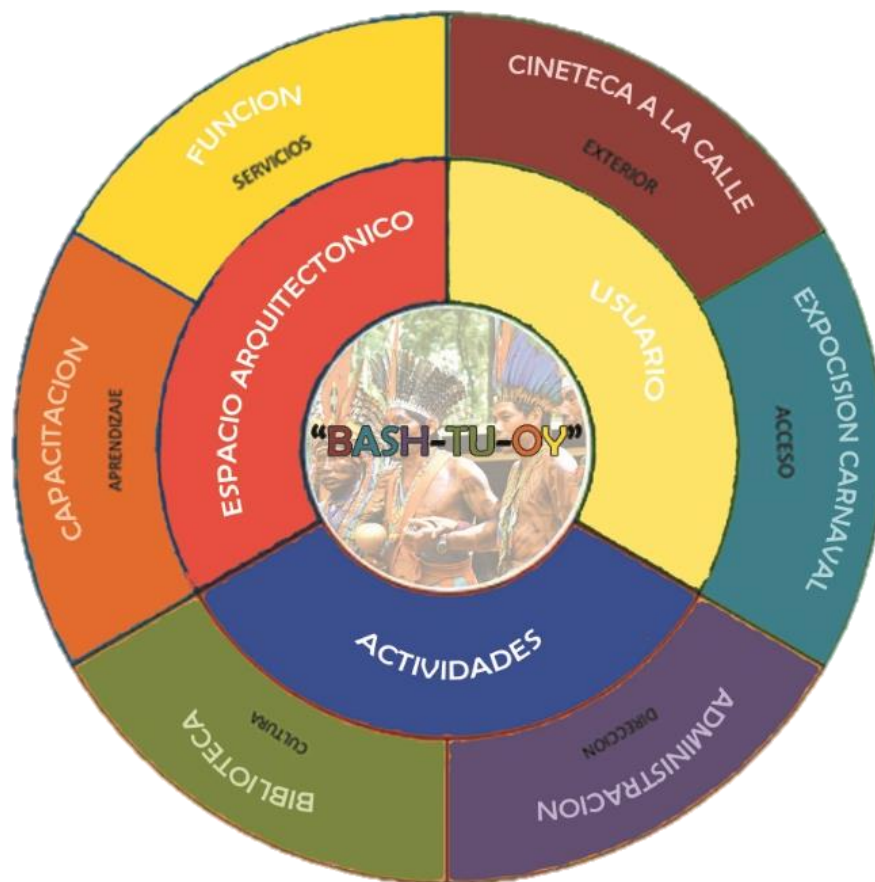 FUNCION
SERVICIOS
CINETECA A LA CALLE
EXTERIOR
ESPACIO ARQUITECTONICO
USUARIO
EXPOCISION CARNAVAL
ACCESO
CAPACITACION
APRENDIZAJE
“BASH-TU-OY”
ACTIVIDADES
BIBLIOTECA
CULTURA
ADMINISTRACION
DIRECCION